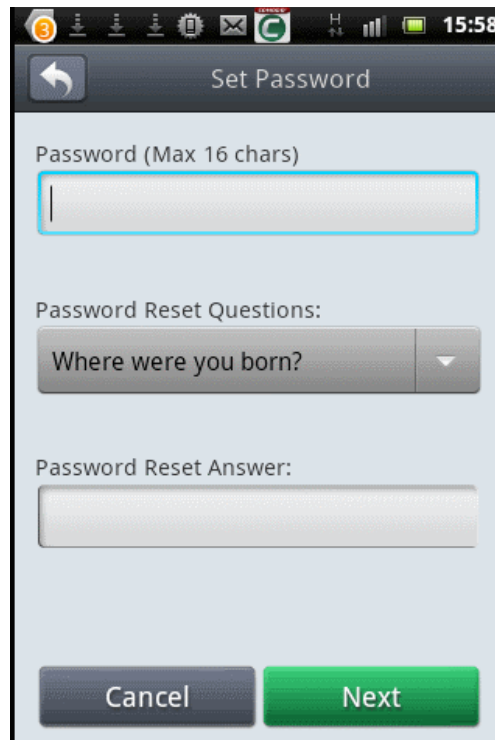 3
H
15:58
Set Password
Password (Max 16 chars)
Password Reset Questions:
Where were you born?
Password Reset Answer:
Cancel
Next